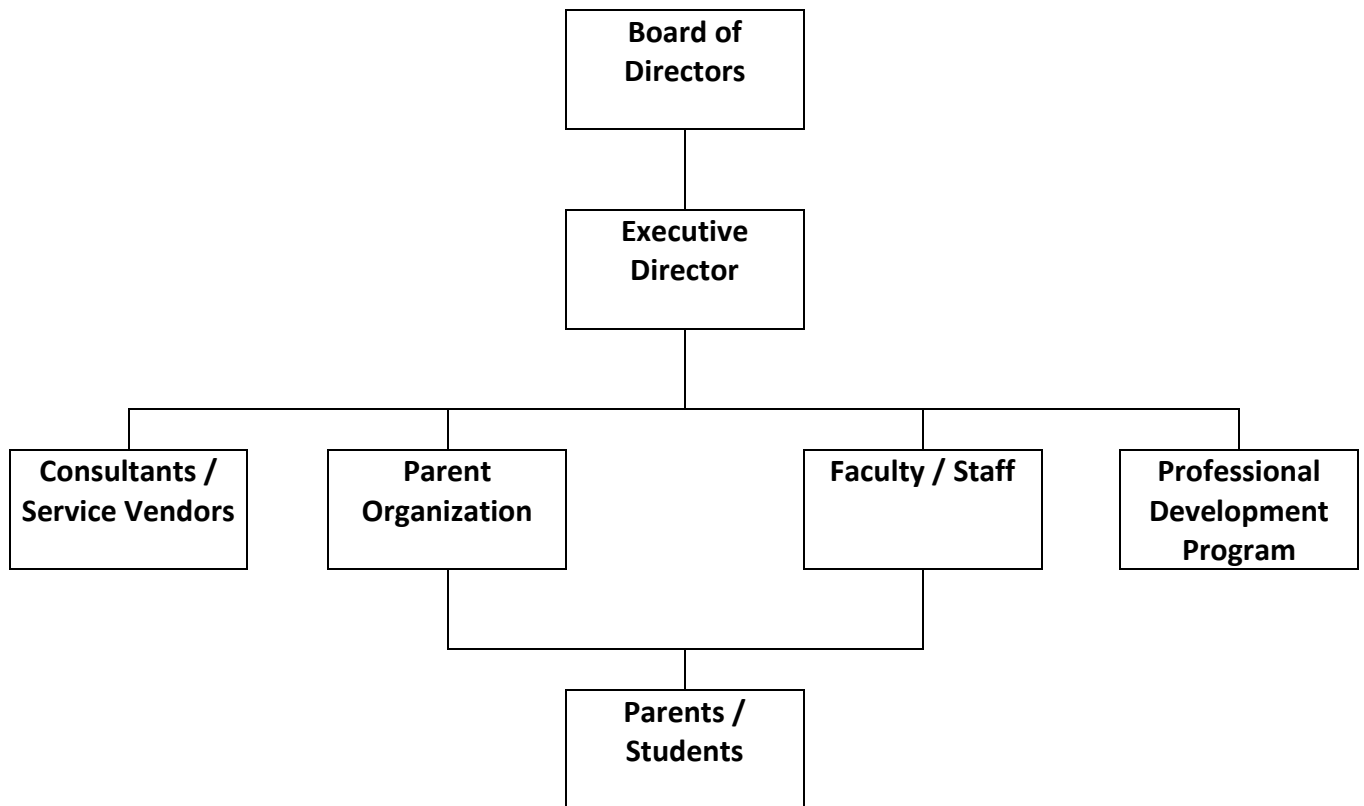 Board of
Directors
Executive
Director
Consultants /
Service Vendors
Parent
Organization
Faculty / Staff
Professional
Development
Program
Parents /
Students